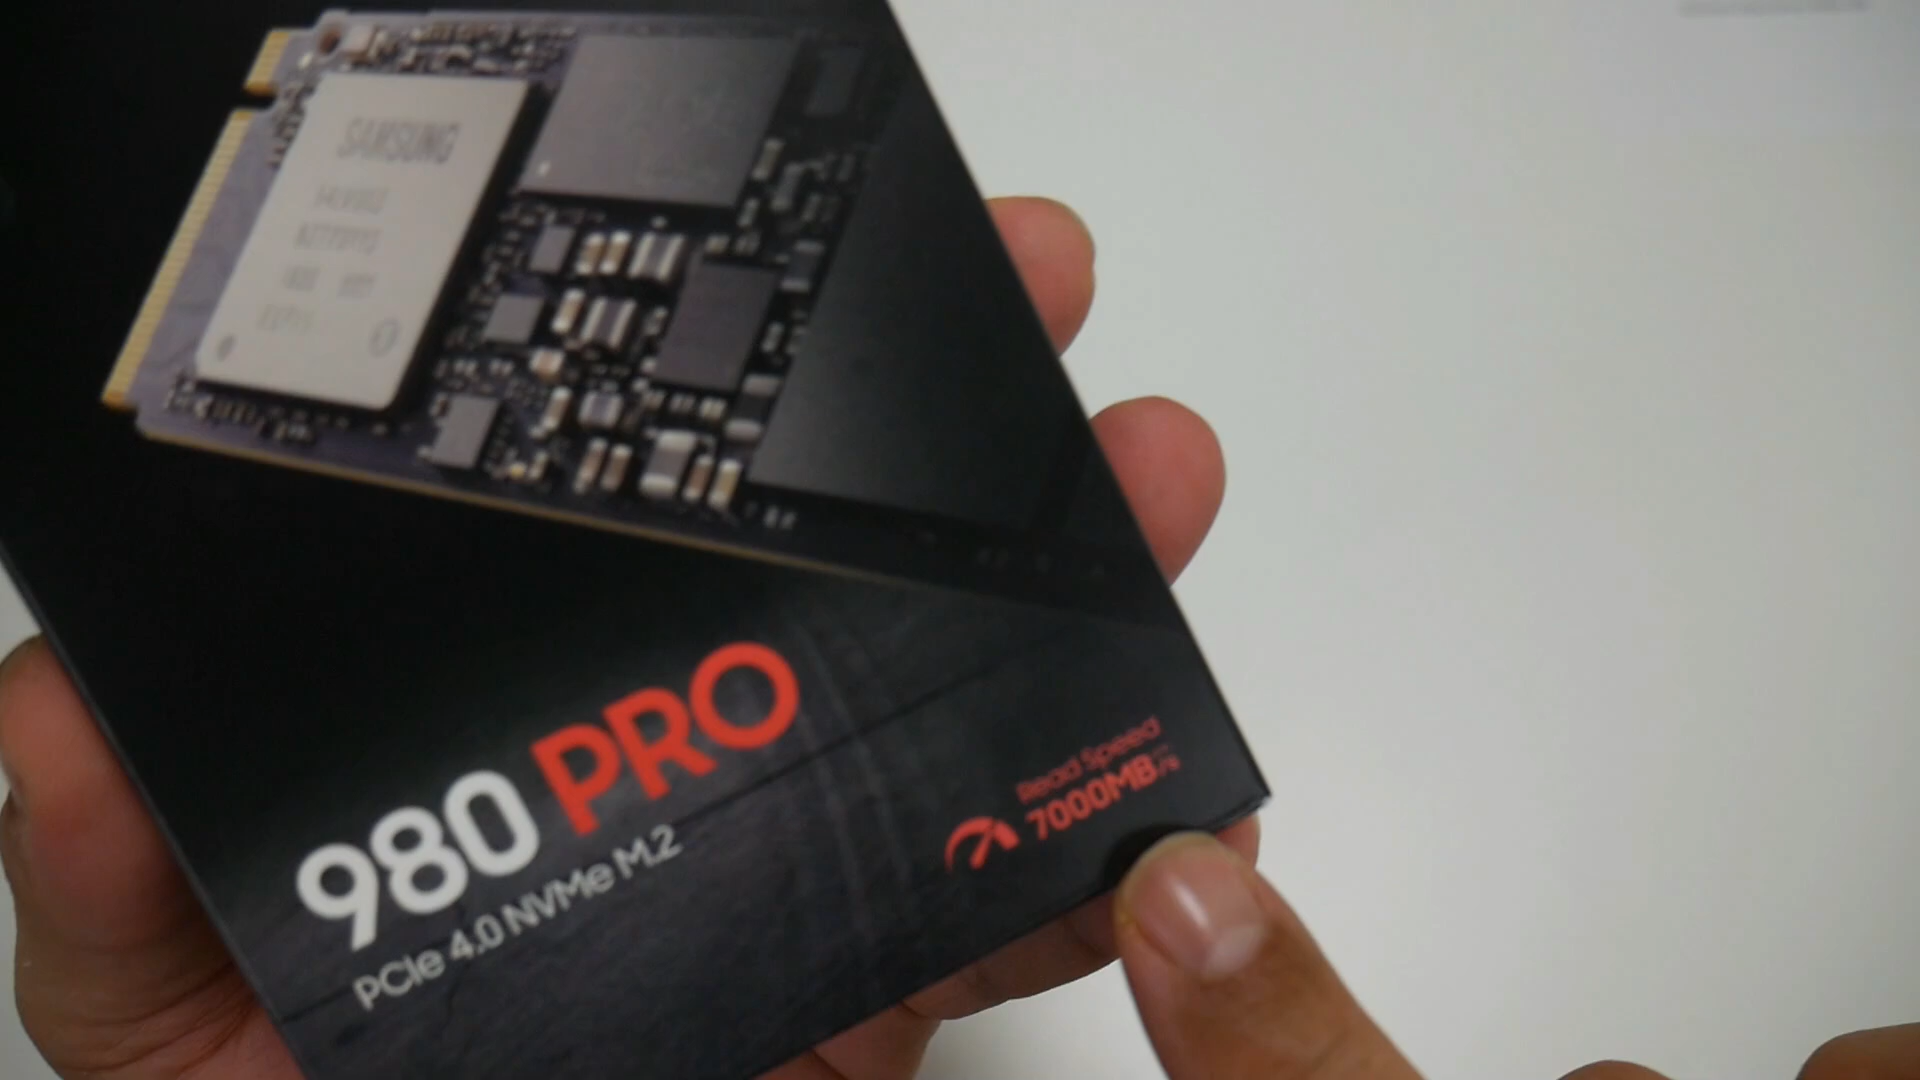 SAMSUNG
980 PRO
PCIe 4.0 NVMe M.2
Read Speed
7000MB/s